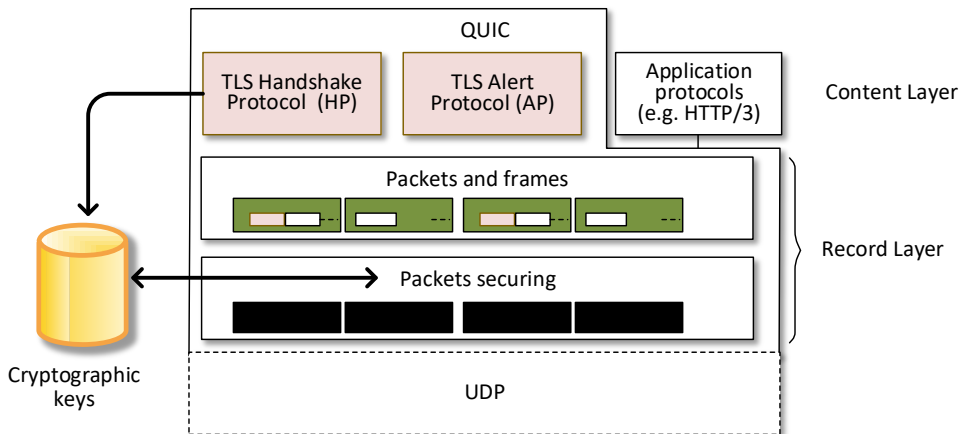 QUIC
TLS Handshake
Protocol (HP)
TLS Alert
Protocol (AP)
Application
protocols
(e.g. HTTP/3)
Content Layer
Packets and frames
Record Layer
Packets securing
Cryptographic
keys
UDP